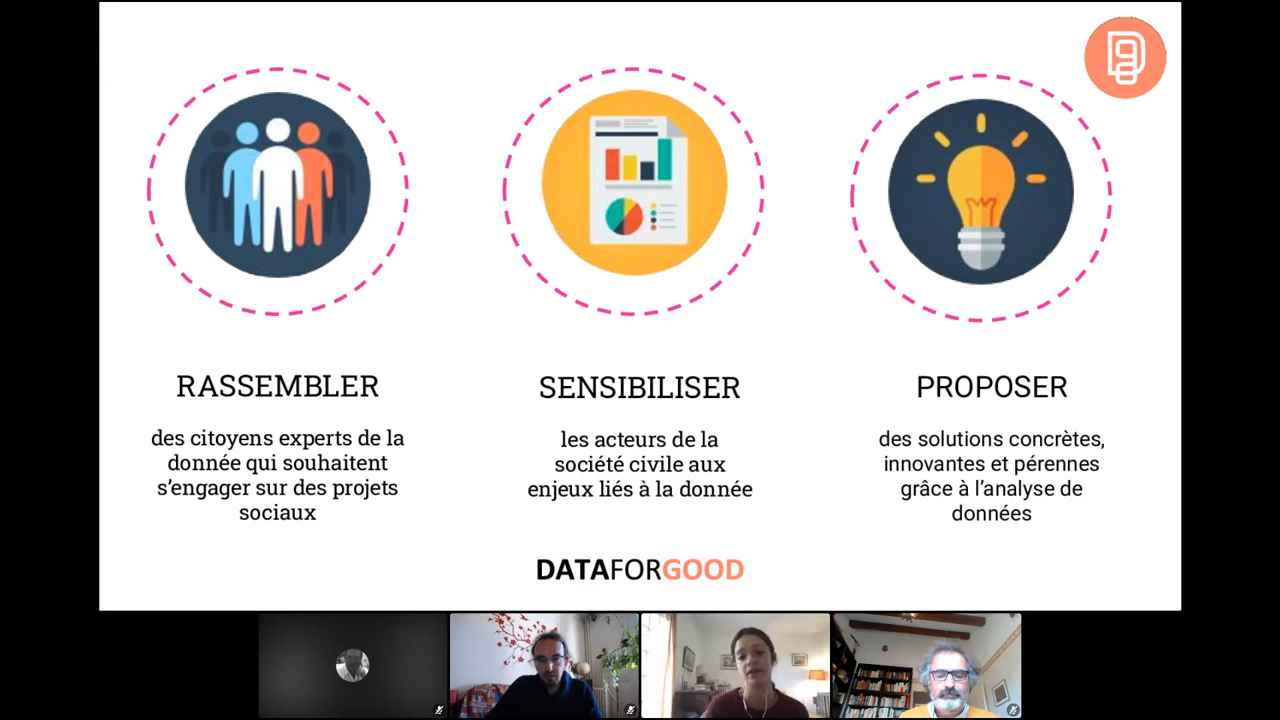 RASSEMBLER
des citoyens experts de la
donnée qui souhaitent
s’engager sur des projets
sociaux
SENSIBILISER
les acteurs de la
société civile aux
enjeux liés à la donnée
PROPOSER
des solutions concrètes,
innovantes et pérennes
grâce à l’analyse de
données
DATAFORGOOD